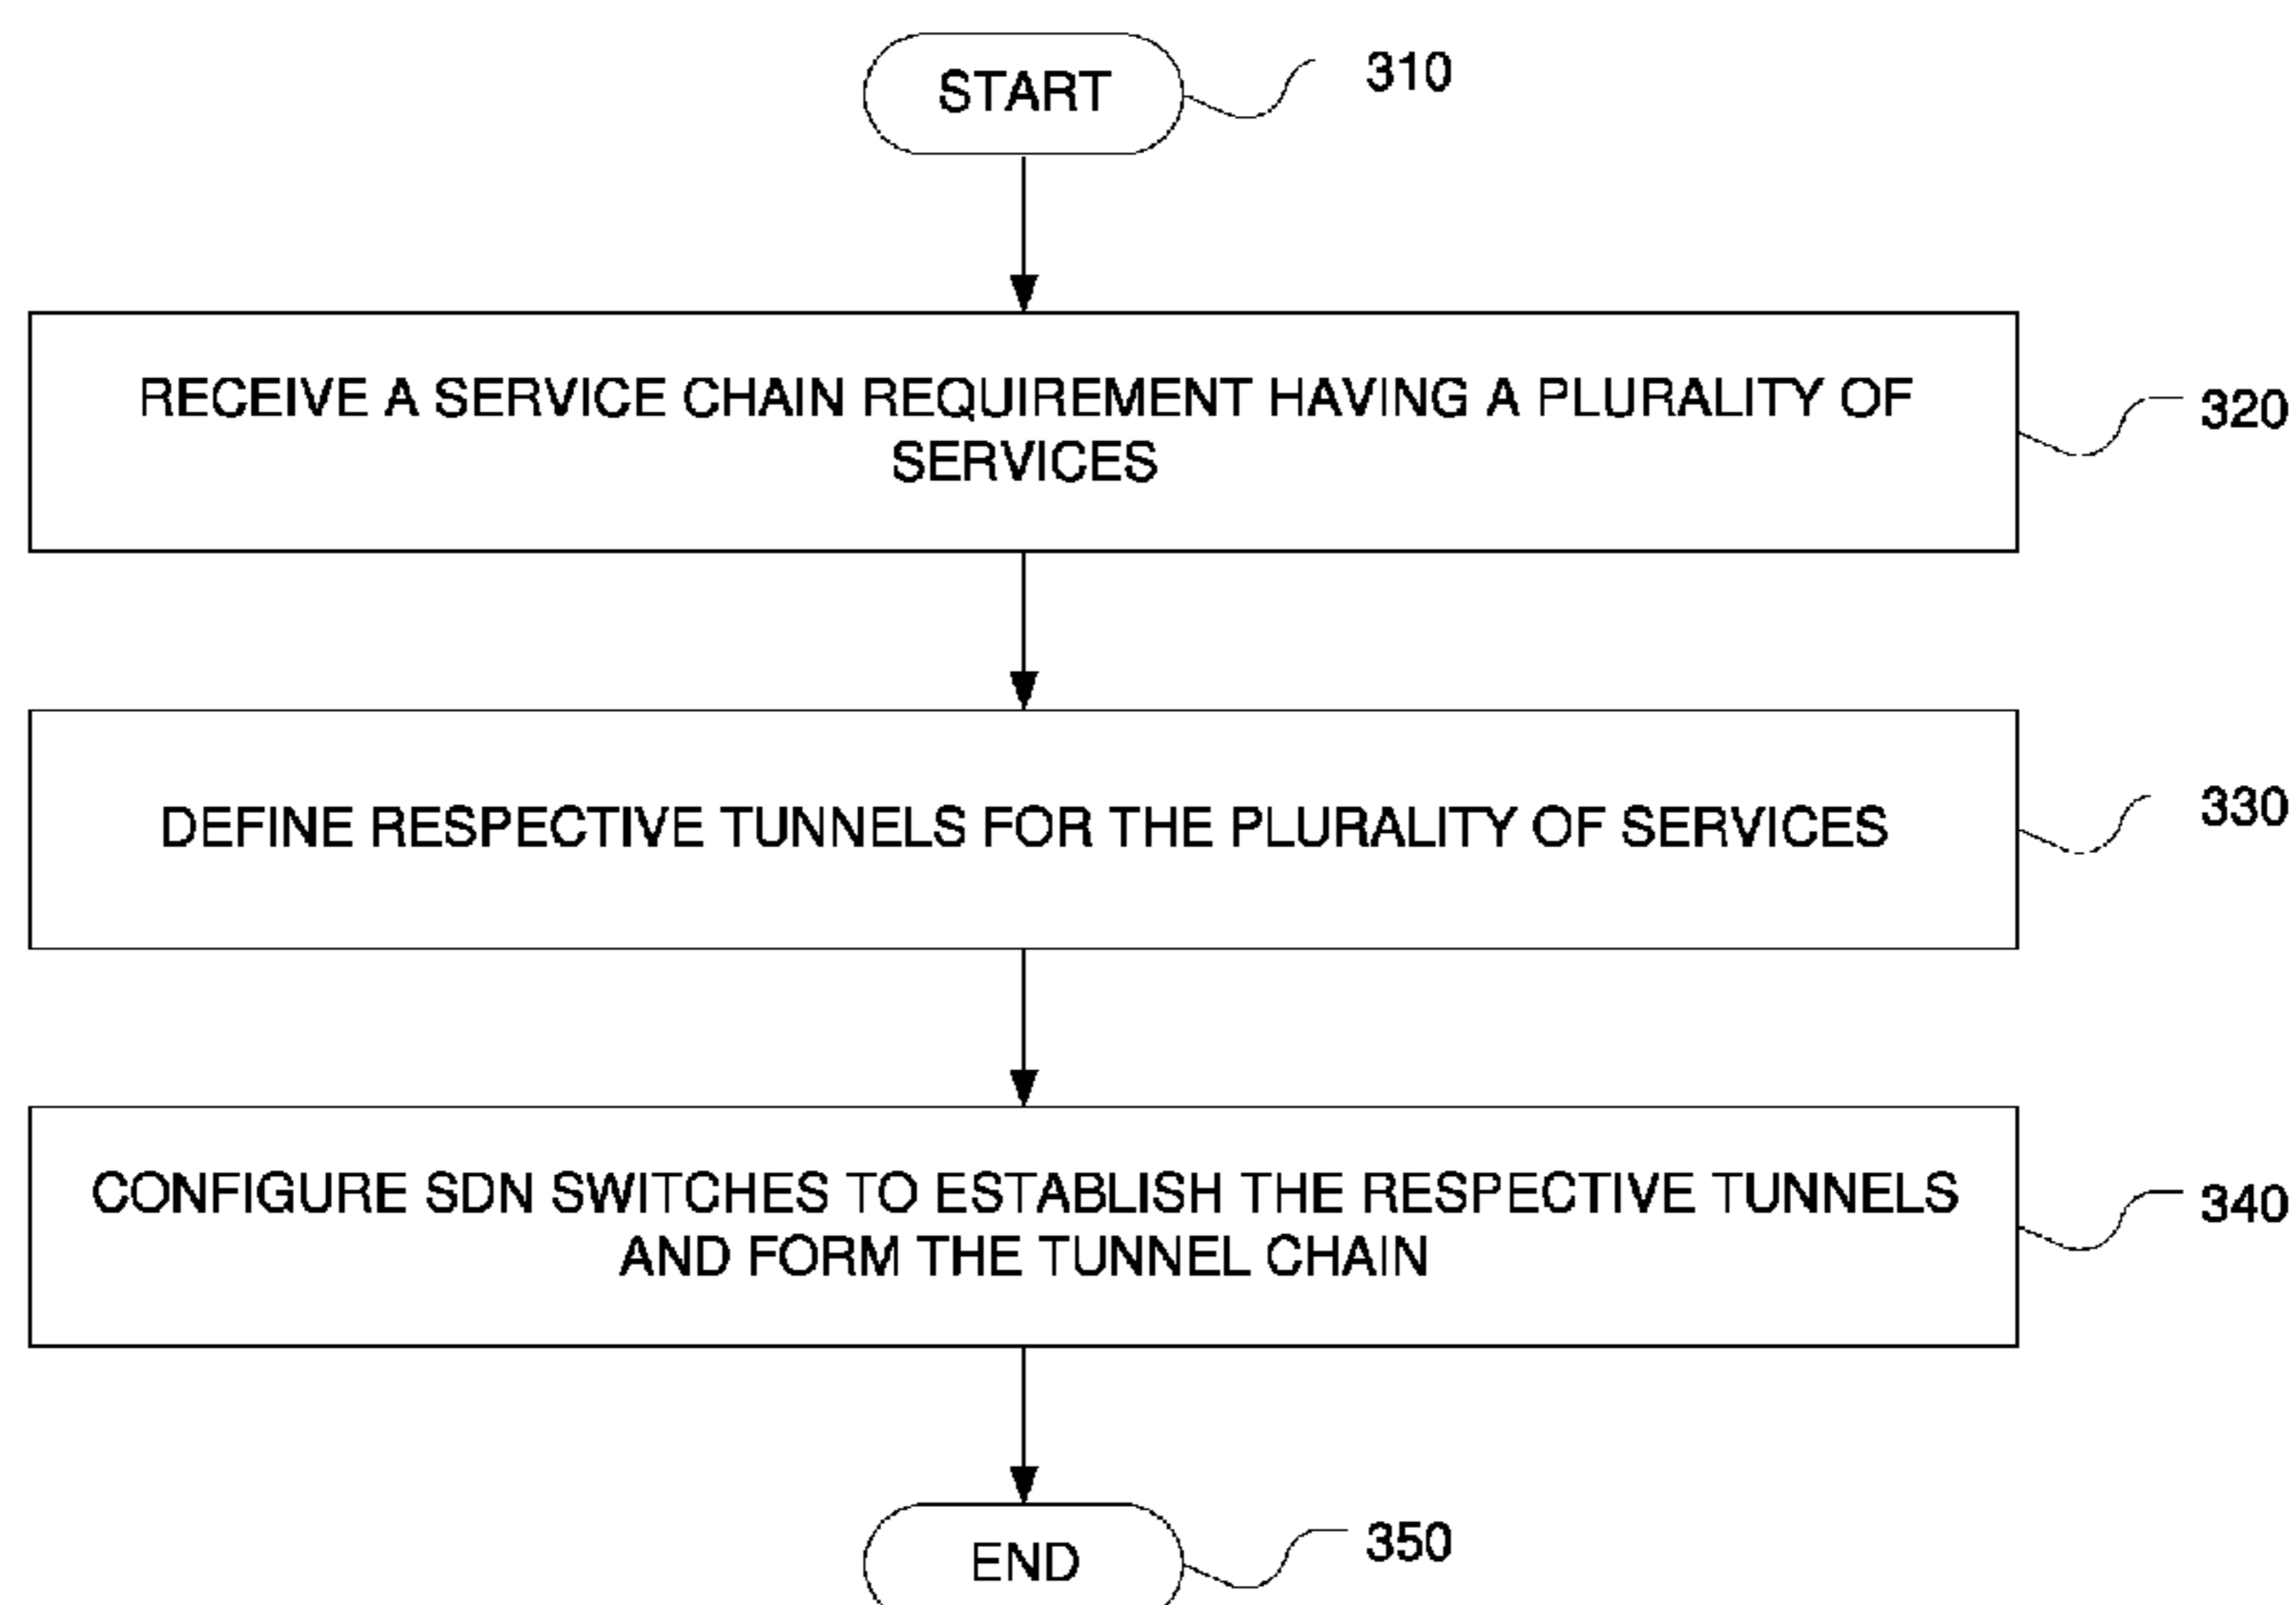 START
310
RECEIVE A SERVICE CHAIN REQUIREMENT HAVING A PLURALITY OF
SERVICES
320
DEFINE RESPECTIVE TUNNELS FOR THE PLURALITY OF SERVICES
330
CONFIGURE SDN SWITCHES TO ESTABLISH THE RESPECTIVE TUNNELS
AND FORM THE TUNNEL CHAIN
340
END
350